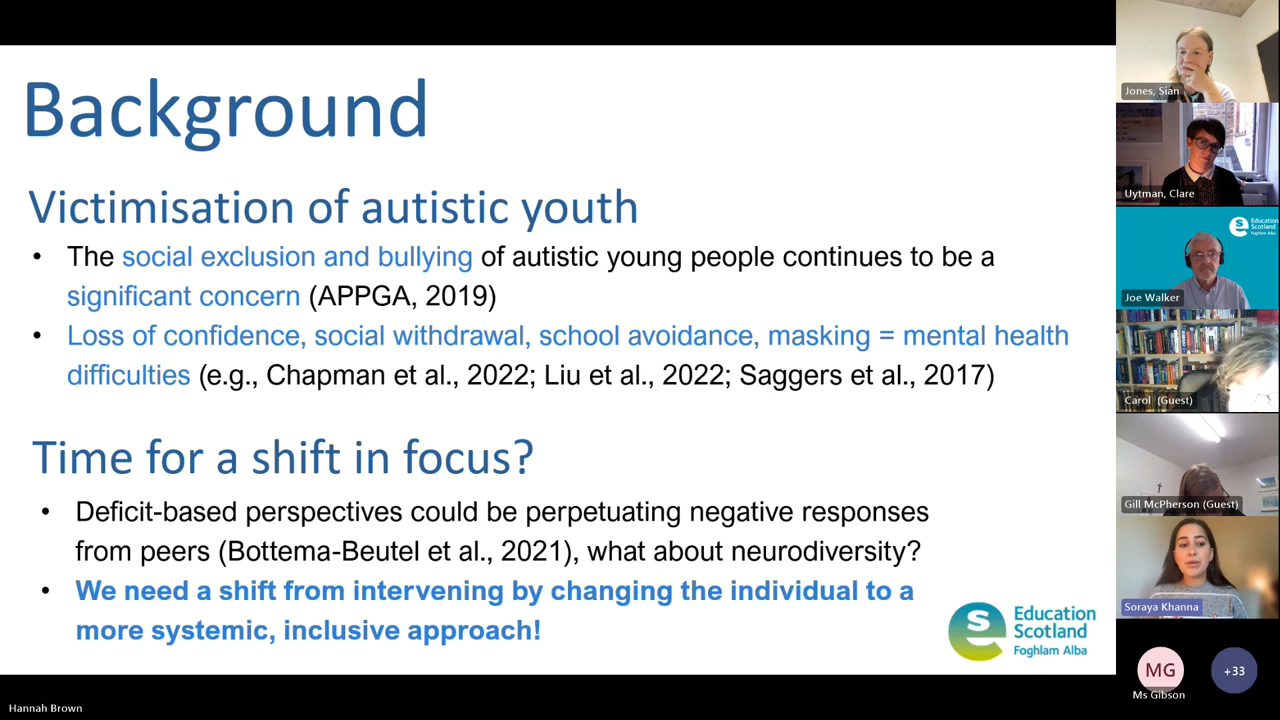 Background
Victimisation of autistic youth
• The social exclusion and bullying of autistic young people continues to be a
significant concern (APPGA, 2019)
• Loss of confidence, social withdrawal, school avoidance, masking = mental health
difficulties (e.g., Chapman et al., 2022; Liu et al., 2022; Saggers et al., 2017)
Time for a shift in focus?
• Deficit-based perspectives could be perpetuating negative responses
from peers (Bottema-Beutel et al., 2021), what about neurodiversity?
• We need a shift from intervening by changing the individual to a
more systemic, inclusive approach!
Education
Scotland
Foghlam Alba
Hannah Brown
Jones, Sian
Uytman, Clare
Education
Scotland
Foghlam Alba
Joe Walker
Carol (Guest)
Gill McPherson (Guest)
Soraya Khanna
MG
Ms Gibson
+33